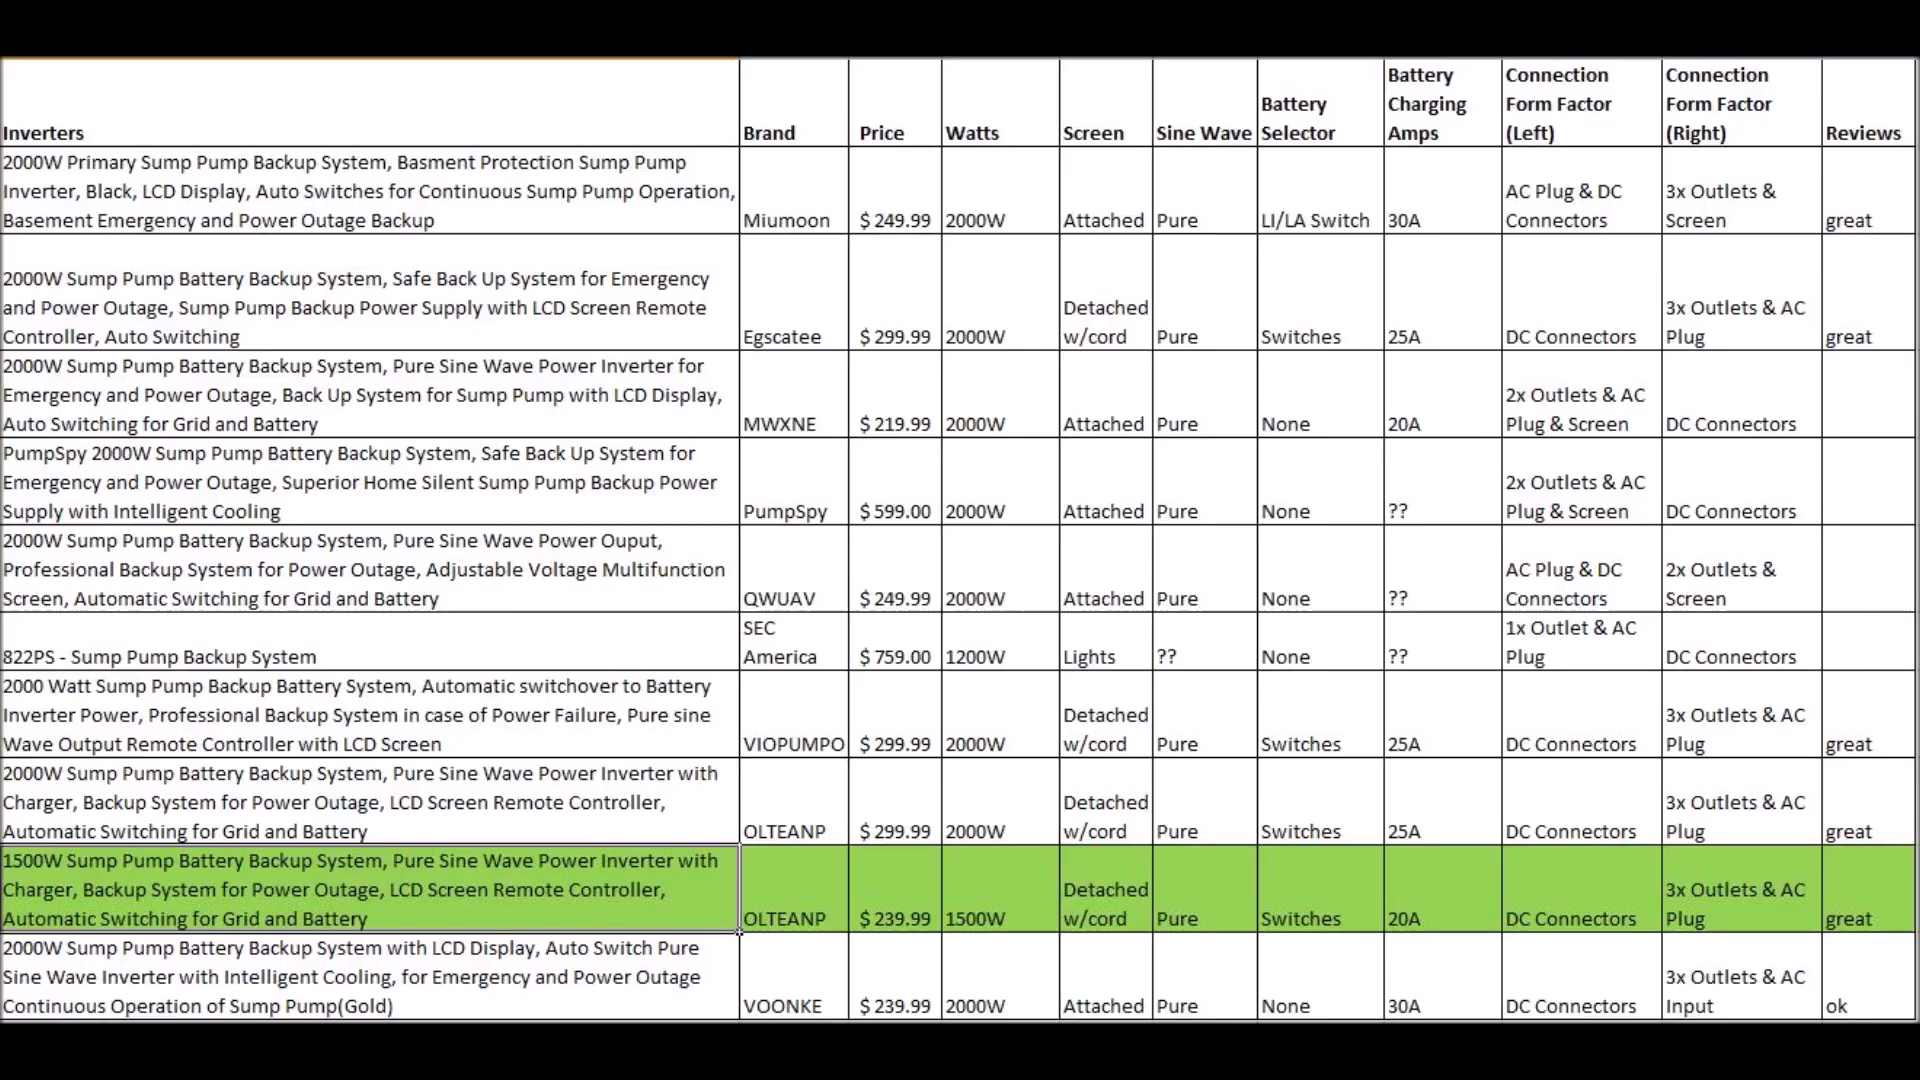 Inverters Brand Price Watts Screen Sine Wave Battery Selector Battery Charging Amps Connection Form Factor (Left) Connection Form Factor (Right) Reviews
2000W Primary Sump Pump Backup System, Basment Protection Sump Pump
Inverter, Black, LCD Display, Auto Switches for Continuous Sump Pump Operation,
Basement Emergency and Power Outage Backup
Miumoon $ 249.99 2000W Attached Pure LI/LA Switch 30A AC Plug & DC Connectors 3x Outlets & Screen great
2000W Sump Pump Battery Backup System, Safe Back Up System for Emergency
and Power Outage, Sump Pump Backup Power Supply with LCD Screen Remote
Controller, Auto Switching
Egscatee $ 299.99 2000W Detached w/cord Pure Switches 25A DC Connectors 3x Outlets & AC Plug great
2000W Sump Pump Battery Backup System, Pure Sine Wave Power Inverter for
Emergency and Power Outage, Back Up System for Sump Pump with LCD Display,
Auto Switching for Grid and Battery
MWXNE $ 219.99 2000W Attached Pure None 20A 2x Outlets & AC Plug & Screen DC Connectors
PumpSpy 2000W Sump Pump Battery Backup System, Safe Back Up System for
Emergency and Power Outage, Superior Home Silent Sump Pump Backup Power
Supply with Intelligent Cooling
PumpSpy $ 599.00 2000W Attached Pure None ?? 2x Outlets & AC Plug & Screen DC Connectors
2000W Sump Pump Battery Backup System, Pure Sine Wave Power Ouput,
Professional Backup System for Power Outage, Adjustable Voltage Multifunction
Screen, Automatic Switching for Grid and Battery
QWUAV $ 249.99 2000W Attached Pure None ?? AC Plug & DC Connectors 2x Outlets & Screen
822PS - Sump Pump Backup System
SEC America $ 759.00 1200W Lights ?? None ?? 1x Outlet & AC Plug DC Connectors
2000 Watt Sump Pump Backup Battery System, Automatic switchover to Battery
Inverter Power, Professional Backup System in case of Power Failure, Pure sine
Wave Output Remote Controller with LCD Screen
VIOPUMPO $ 299.99 2000W Detached w/cord Pure Switches 25A DC Connectors 3x Outlets & AC Plug great
2000W Sump Pump Battery Backup System, Pure Sine Wave Power Inverter with
Charger, Backup System for Power Outage, LCD Screen Remote Controller,
Automatic Switching for Grid and Battery
OLTEANP $ 299.99 2000W Detached w/cord Pure Switches 25A DC Connectors 3x Outlets & AC Plug great
1500W Sump Pump Battery Backup System, Pure Sine Wave Power Inverter with
Charger, Backup System for Power Outage, LCD Screen Remote Controller,
Automatic Switching for Grid and Battery
OLTEANP $ 239.99 1500W Detached w/cord Pure Switches 20A DC Connectors 3x Outlets & AC Plug great
2000W Sump Pump Battery Backup System with LCD Display, Auto Switch Pure
Sine Wave Inverter with Intelligent Cooling, for Emergency and Power Outage
Continuous Operation of Sump Pump(Gold)
VOONKE $ 239.99 2000W Attached Pure None 30A DC Connectors 3x Outlets & AC Input ok